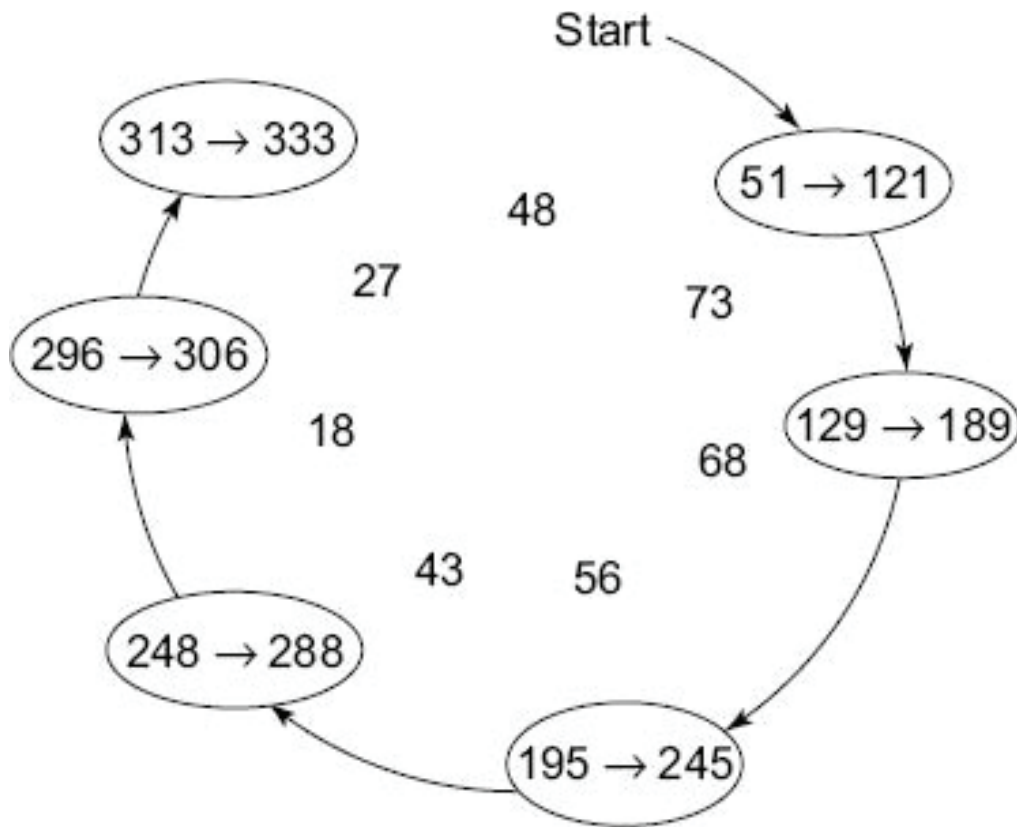 Start
313 → 333
51 → 121
48
27
73
296 → 306
129 → 189
18
68
43
56
248 → 288
195 → 245